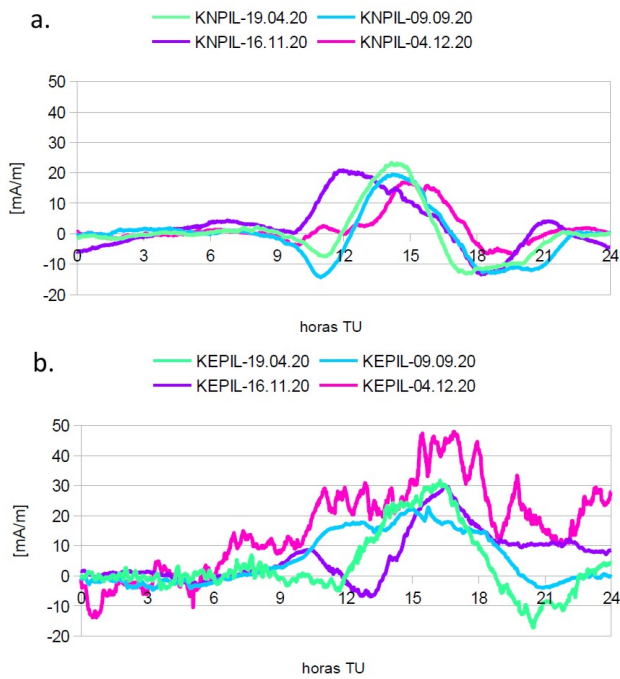 a.
KNPIL-19.04.20 KNPIL-09.09.20
KNPIL-16.11.20 KNPIL-04.12.20
50
40
30
20
10
0
-10
-20
[mA/m]
0 3 6 9 12 15 18 21 24
horas TU
b.
KEPIL-19.04.20 KEPIL-09.09.20
KEPIL-16.11.20 KEPIL-04.12.20
50
40
30
20
10
0
-10
-20
[mA/m]
0 3 6 9 12 15 18 21 24
horas TU